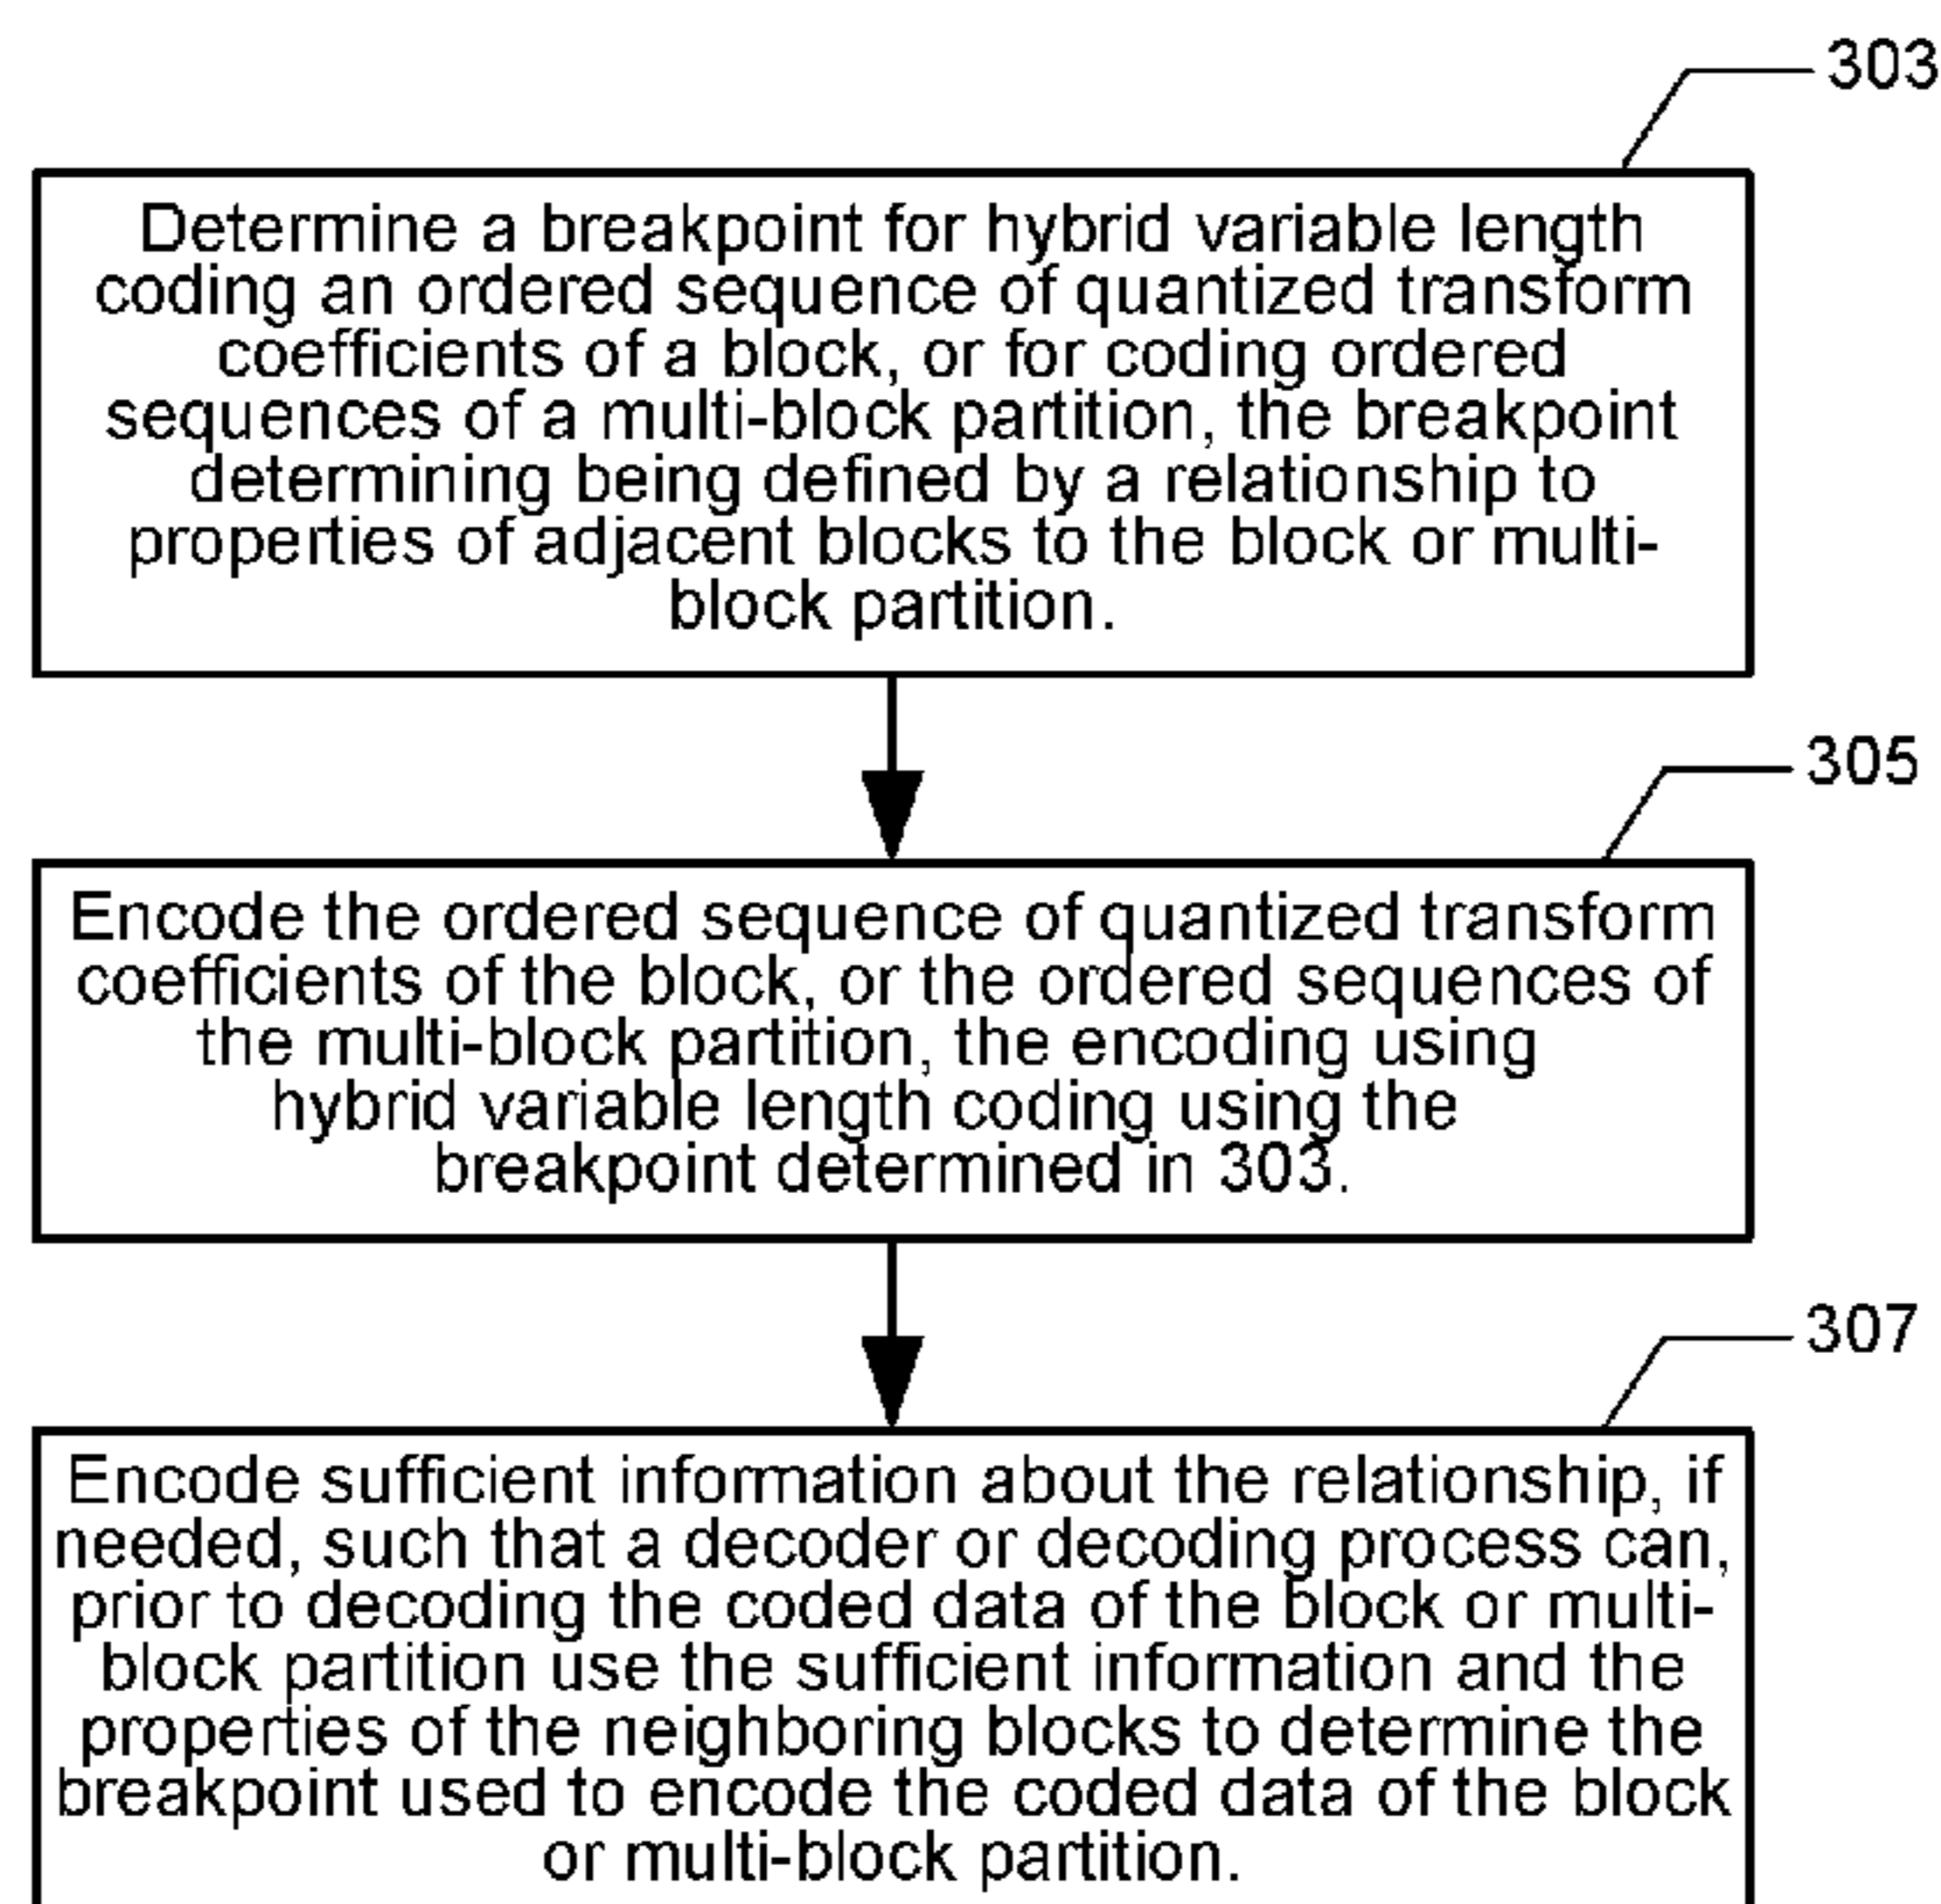 303
Determine a breakpoint for hybrid variable length
coding an ordered sequence of quantized transform
coefficients of a block, or for coding ordered
sequences of a multi-block partition, the breakpoint
determining being defined by a relationship to
properties of adjacent blocks to the block or multi-
block partition.
305
Encode the ordered sequence of quantized transform
coefficients of the block, or the ordered sequences of
the multi-block partition, the encoding using
hybrid variable length coding using the
breakpoint determined in 303.
307
Encode sufficient information about the relationship, if
needed, such that a decoder or decoding process can,
prior to decoding the coded data of the block or multi-
block partition use the sufficient information and the
properties of the neighboring blocks to determine the
breakpoint used to encode the coded data of the block
or multi-block partition.